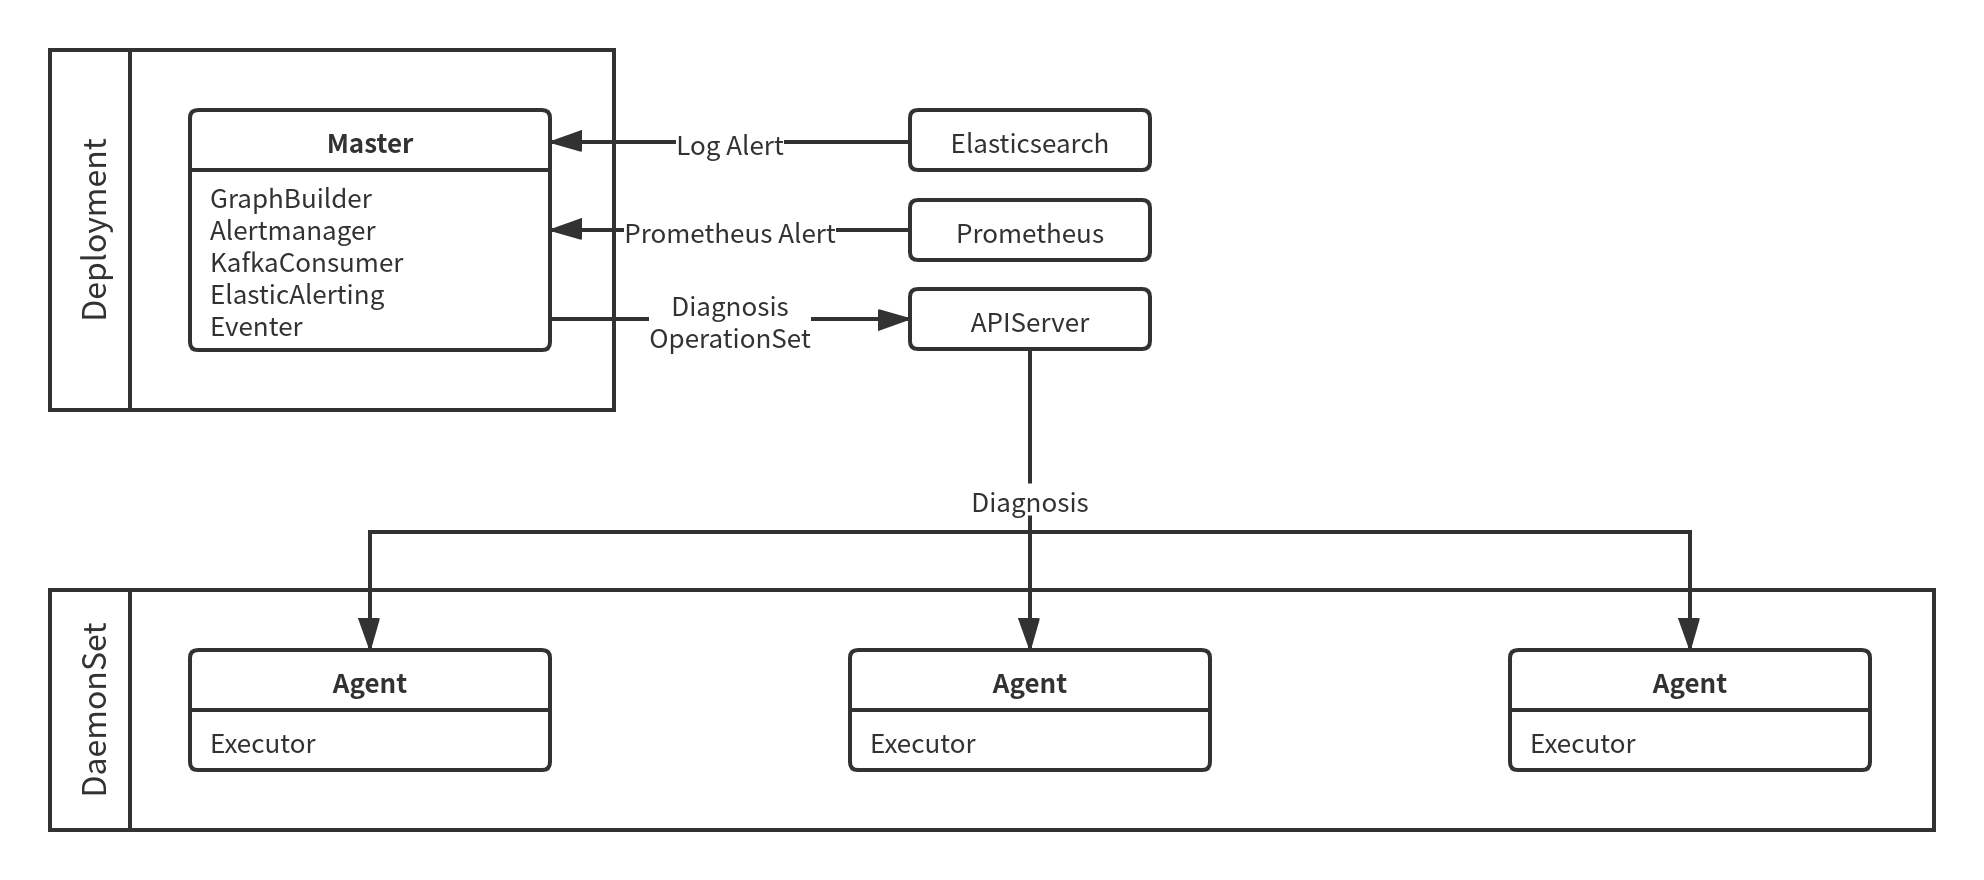 Deployment
Master
GraphBuilder
Alertmanager
KafkaConsumer
ElasticAlerting
Eventer
Log Alert
Elasticsearch
Prometheus Alert
Prometheus
Diagnosis
OperationSet
APIServer
Diagnosis
DaemonSet
Agent
Executor
Agent
Executor
Agent
Executor